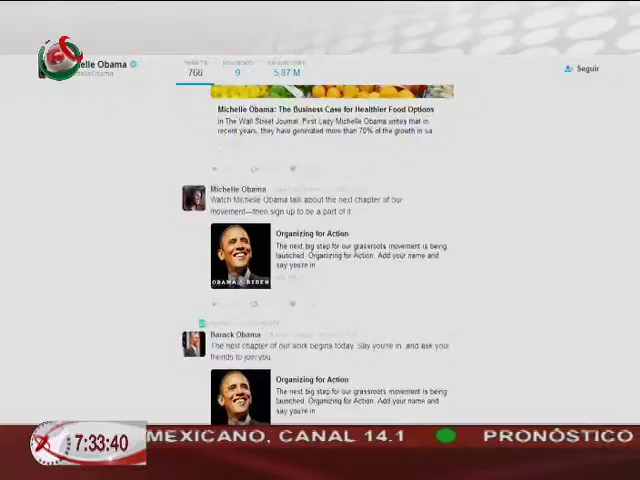 elle Obama
helleObama
TWEETS
766
9
5,87 M
Seguir
Michelle Obama: The Business Case for Healthier Food Options
In The Wall Street Journal, First Lady Michelle Obama writes that in
recent years, they have generated more than 70% of the growth in sa
Michelle Obama
Watch Michelle Obama talk about the next chapter of our
movement—then sign up to be a part of it
Organizing for Action
The next big step for our grassroots movement is being
launched. Organizing for Action. Add your name and
say you're in
OBAMA BIDEN
Barack Obama
The next chapter of our work begins today. Say you're in, and ask your
friends to join you.
Organizing for Action
The next big step for our grassroots movement is being
launched. Organizing for Action. Add your name and
say you're in
7:33:40
MEXICANO, CANAL 14.1
PRONÓSTICO